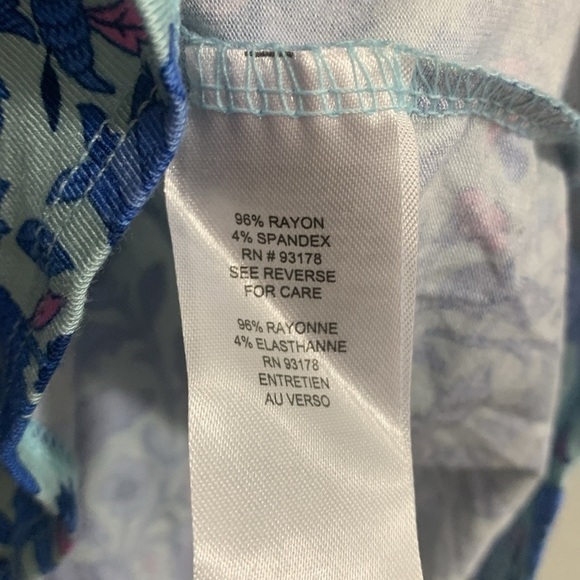 96% RAYON
4% SPANDEX
RN # 93178
SEE REVERSE
FOR CARE
96% RAYONNE
4% ELASTHANNE
RN 93178
ENTRETIEN
AU VERSO